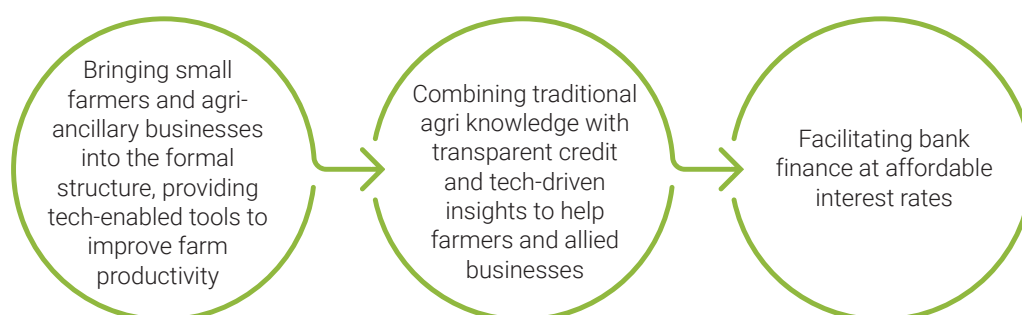 Bringing small
farmers and agri-
ancillary businesses
into the formal
structure, providing
tech-enabled tools to
improve farm
productivity
Combining traditional
agri knowledge with
transparent credit
and tech-driven
insights to help
farmers and allied
businesses
Facilitating bank
finance at affordable
interest rates